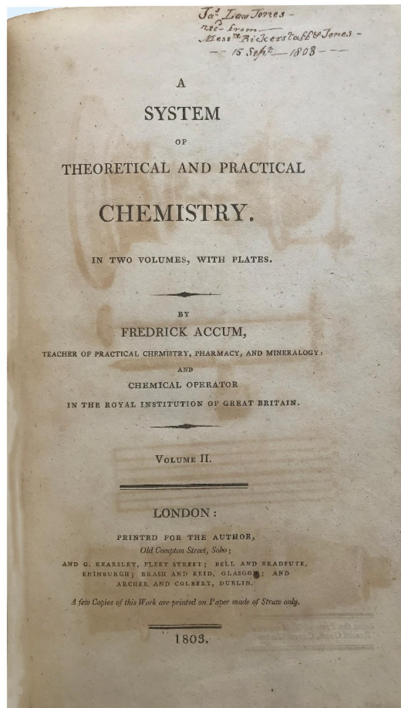 Jas Law Jones -
recd from
Messrs Bickerstaff & Jones -
15 Septr 1808
A
SYSTEM
OF
THEORETICAL AND PRACTICAL
CHEMISTRY.
IN TWO VOLUMES, WITH PLATES.
BY
FREDRICK ACCUM,
TEACHER OF PRACTICAL CHEMISTRY, PHARMACY, AND MINERALOGY:
AND
CHEMICAL OPERATOR
IN THE ROYAL INSTITUTION OF GREAT BRITAIN.
VOLUME II.
LONDON:
PRINTED FOR THE AUTHOR,
Old Compton Street, Soho;
AND G. KEARSLEY, FLEET STREET; BELL AND BRADFUTE,
EDINBURGH; BRASH AND REID, GLASGOW; AND
ARCHER AND COLBERT, DUBLIN.
A few Copies of this Work are printed on Paper made of Straw only.
1803.